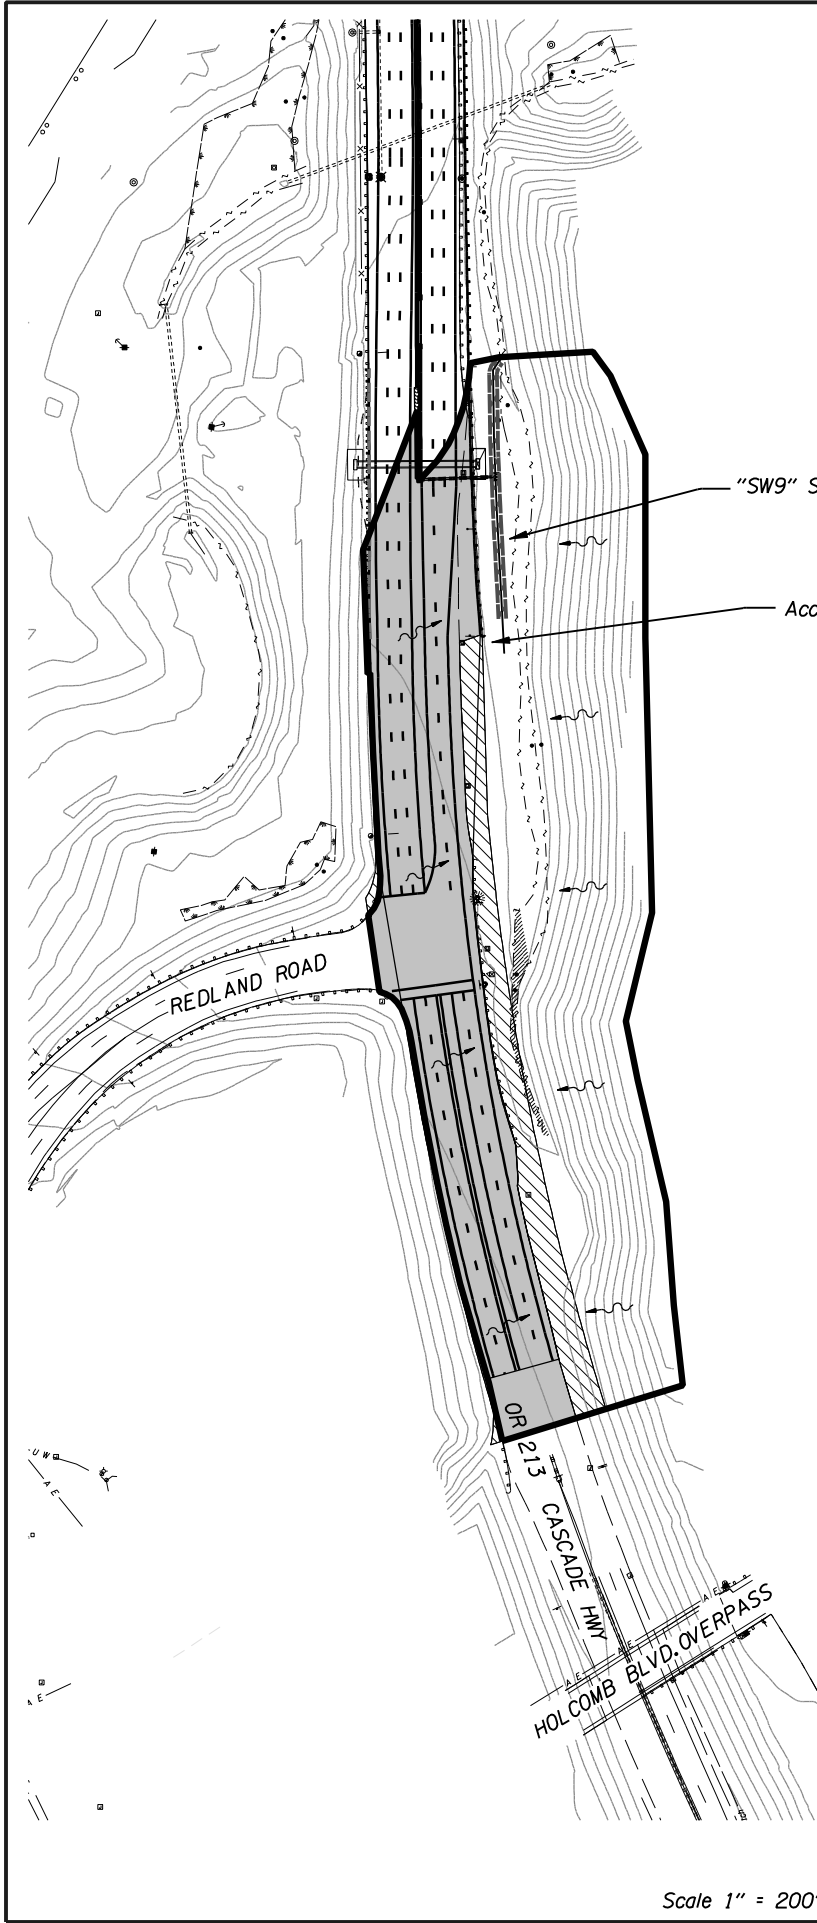 "SW9" S
Acc
REDLAND ROAD
OR 213 CASCADE HWY
U W
A E
A E
A E
A E
A E
HOLCOMB BLVD. OVERPASS
Scale 1" = 200'